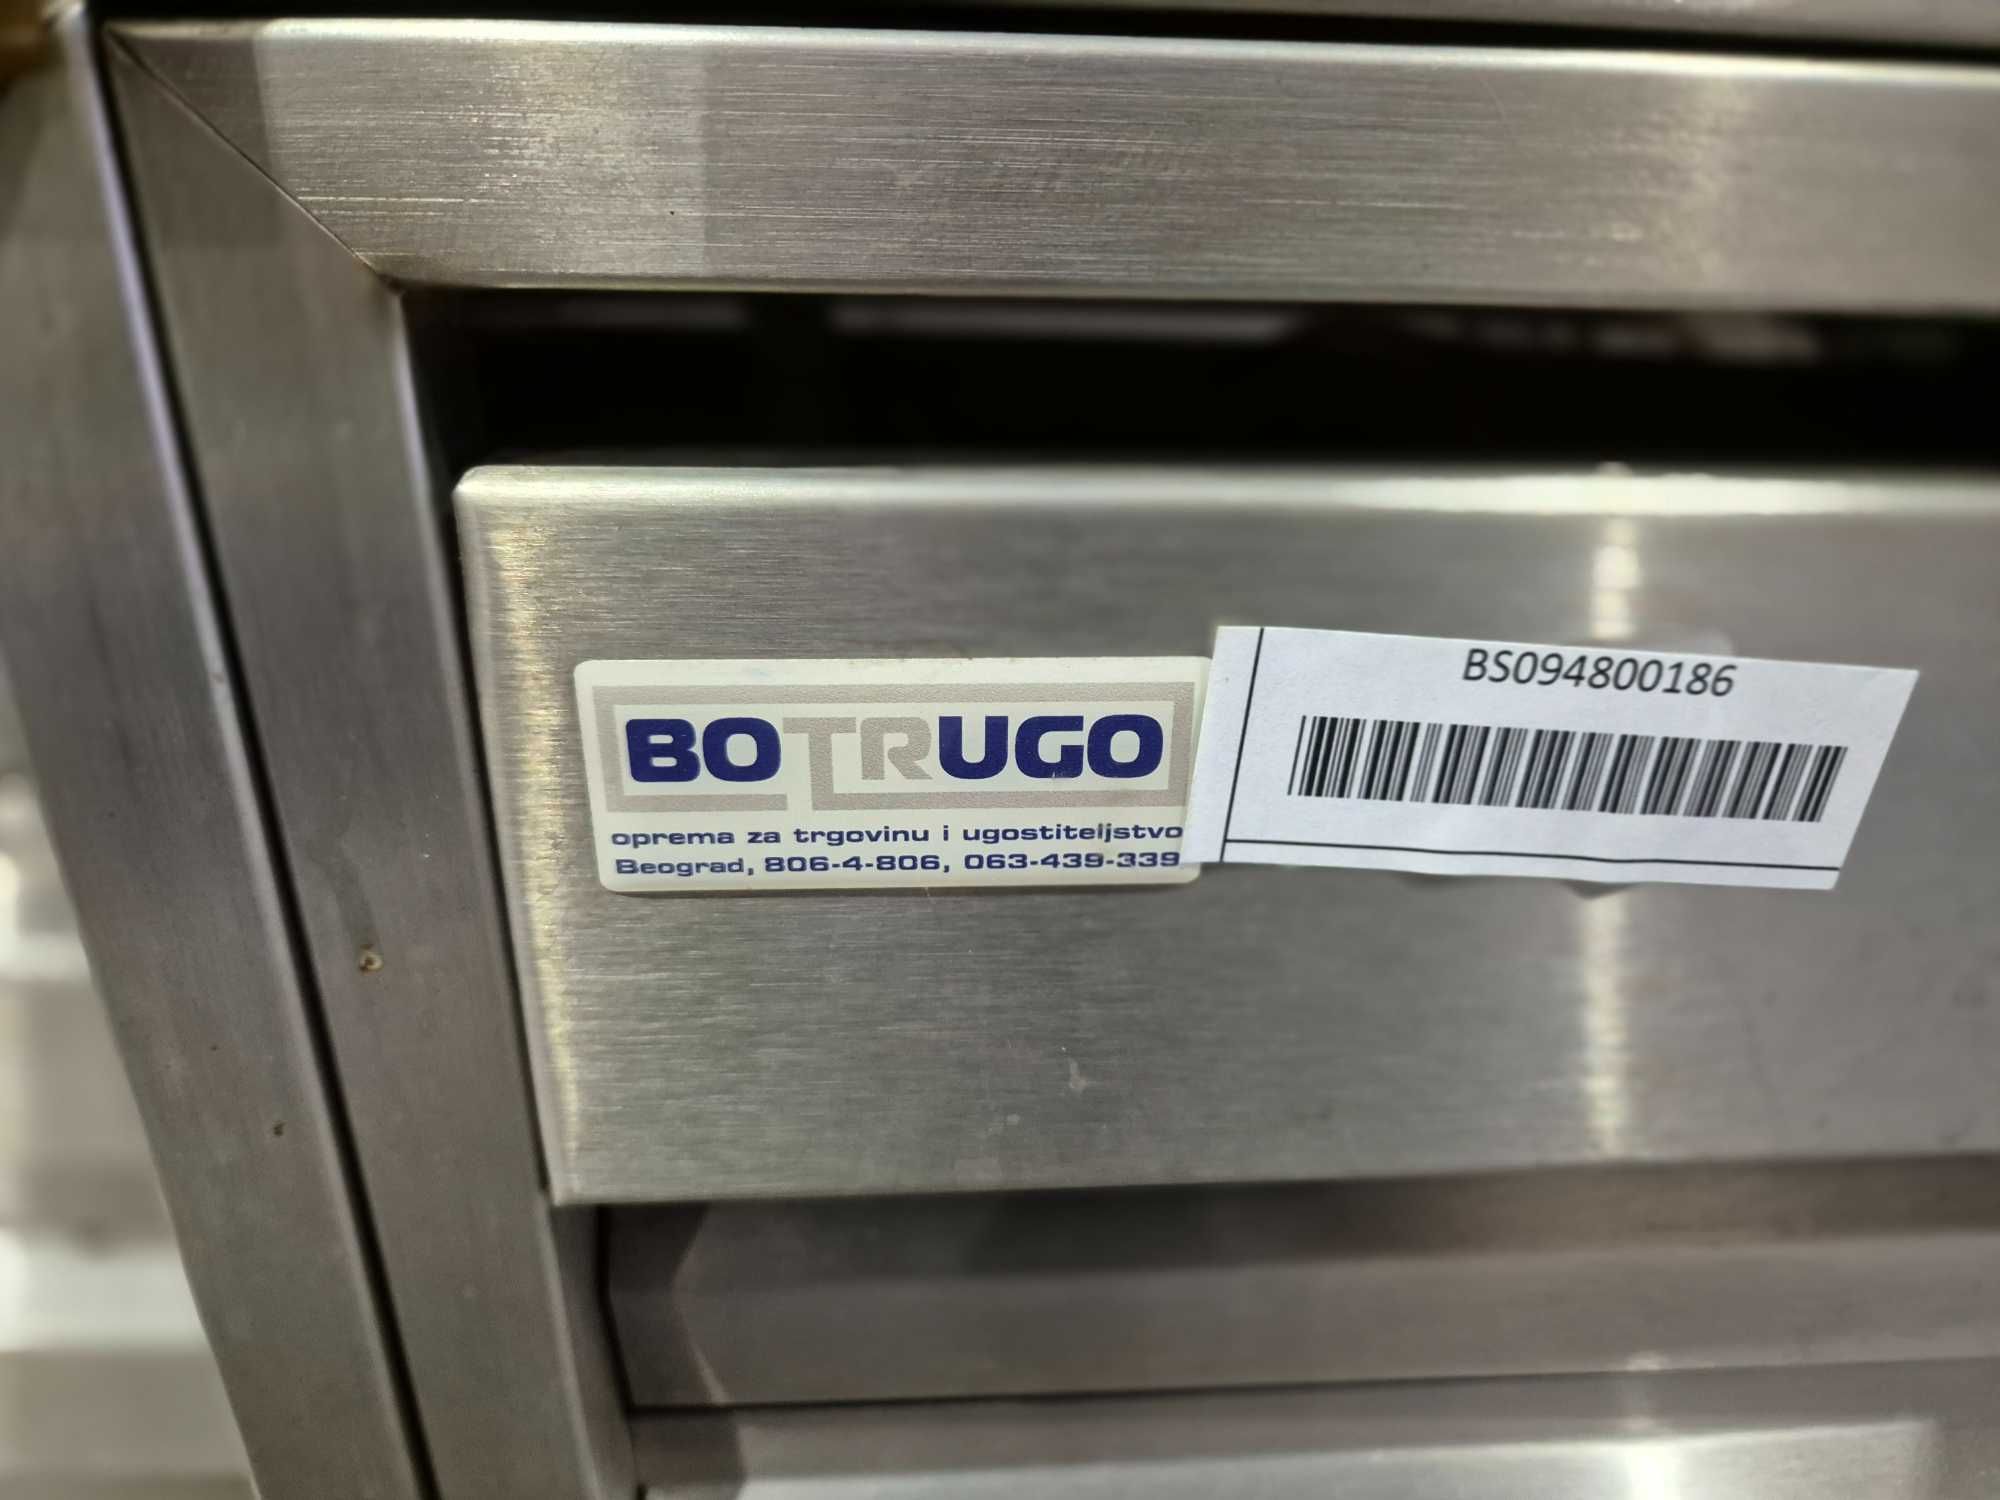 BOTRUGO
oprema za trgovinu i ugostiteljstvo
Beograd, 806-4-806, 063-439-339
BS094800186